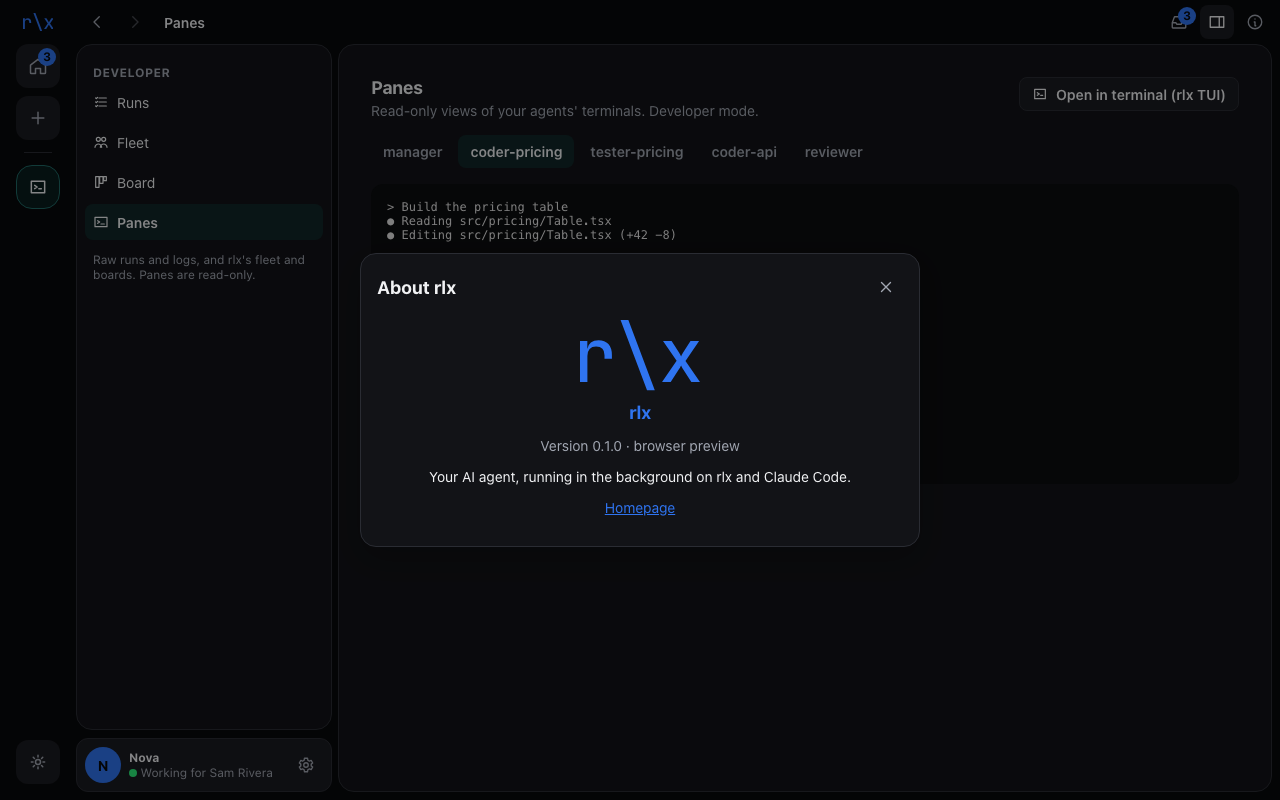 r\x
Panes
3
3
DEVELOPER
Runs
Fleet
Board
Panes
Raw runs and logs, and rlx's fleet and
boards. Panes are read-only.
Panes
Read-only views of your agents' terminals. Developer mode.
Open in terminal (rlx TUI)
manager
coder-pricing
tester-pricing
coder-api
reviewer
> Build the pricing table
● Reading src/pricing/Table.tsx
● Editing src/pricing/Table.tsx (+42 −8)
About rlx
r\x
rlx
Version 0.1.0 · browser preview
Your AI agent, running in the background on rlx and Claude Code.
Homepage
N
Nova
Working for Sam Rivera